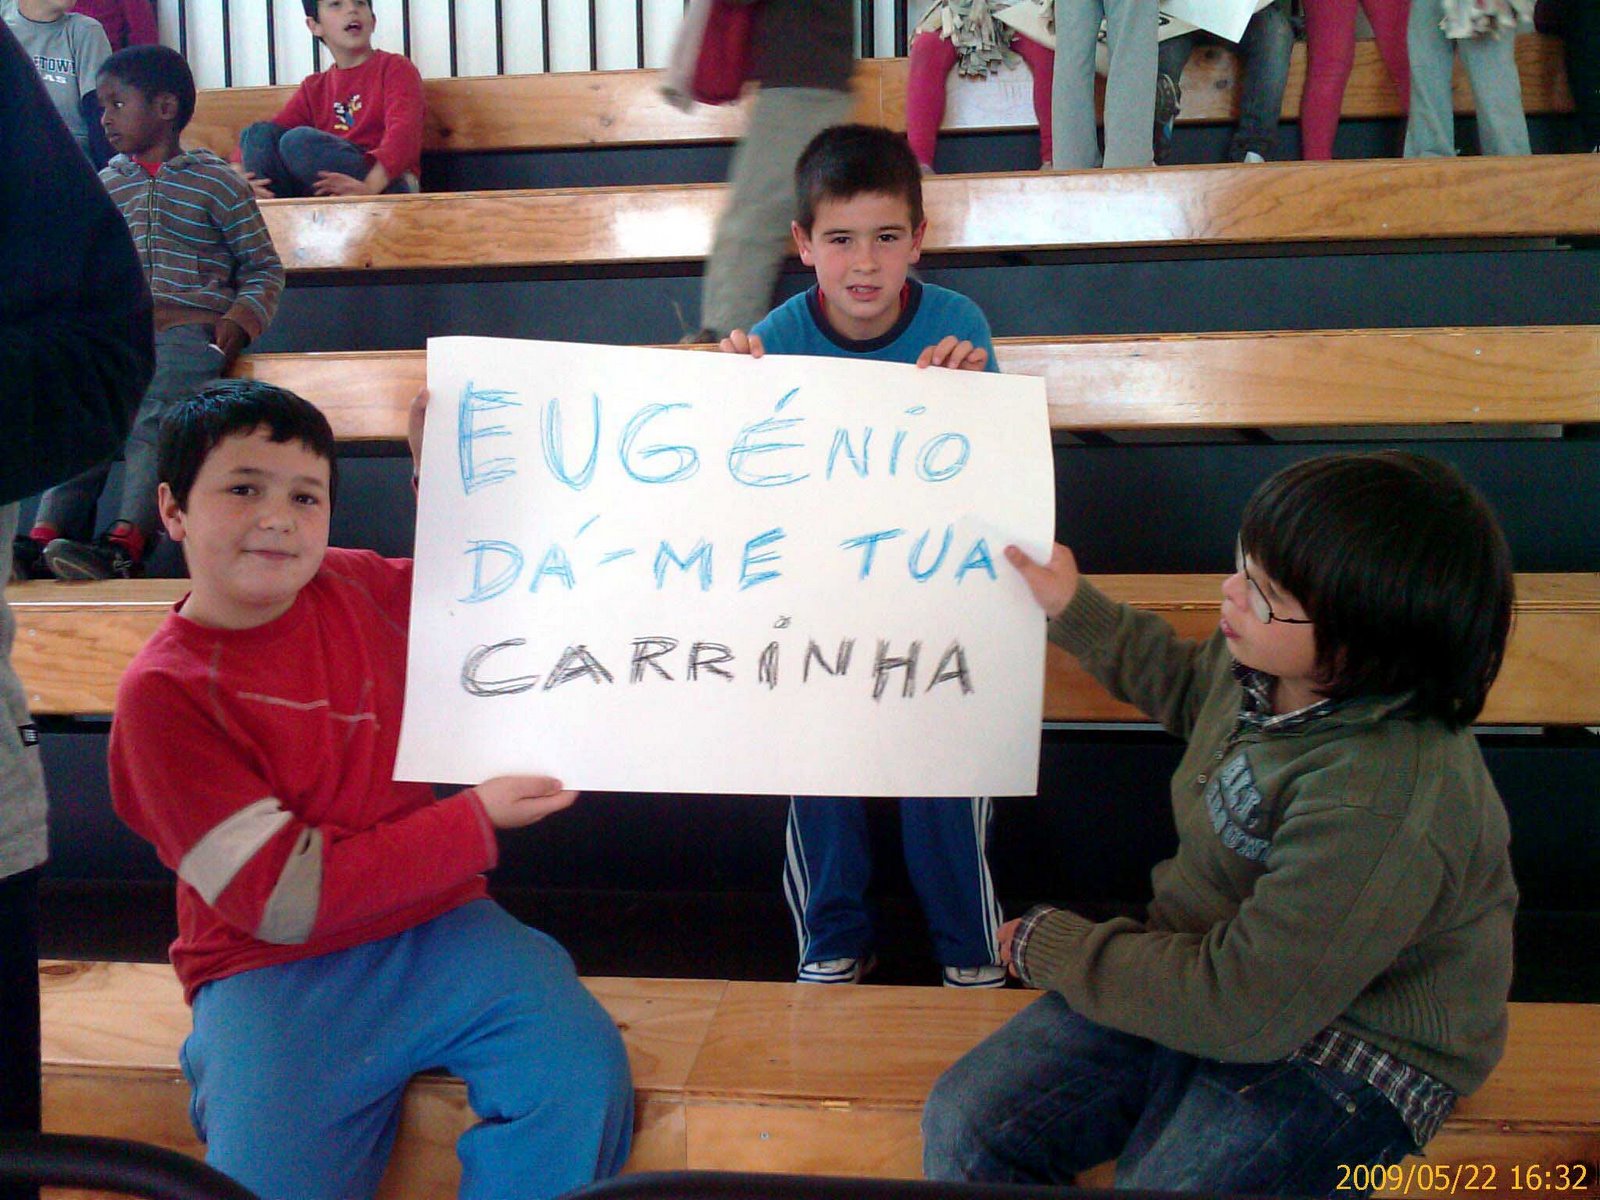 EUGÉNIO
DÁ-ME TUA
CARRINHA
2009/05/22 16:32